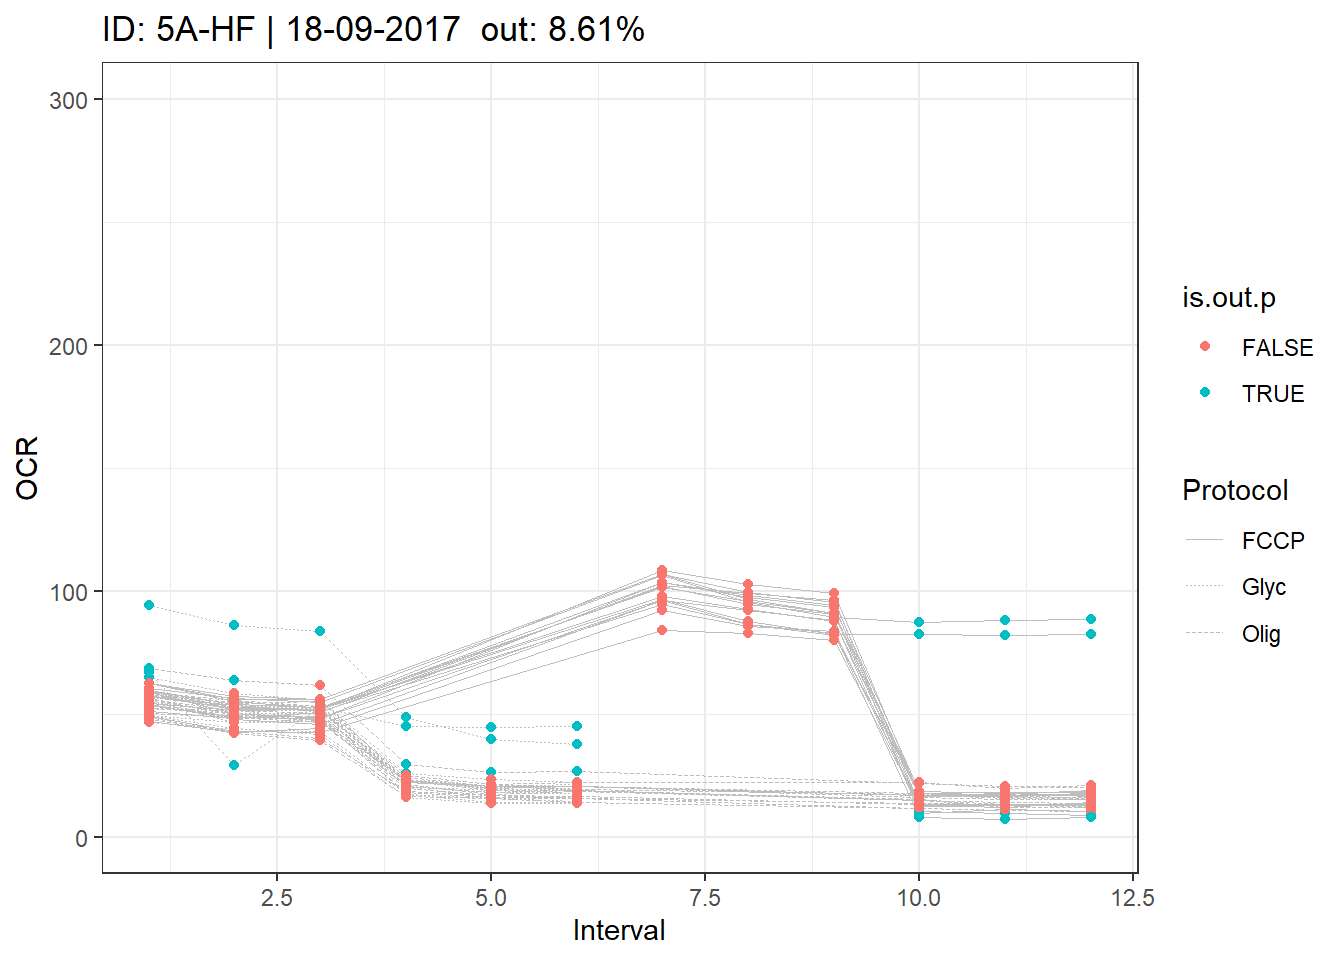 ID: 5A-HF | 18-09-2017  out: 8.61%
300
200
100
0
OCR
2.5
5.0
7.5
10.0
12.5
Interval
is.out.p
FALSE
TRUE
Protocol
FCCP
Glyc
Olig